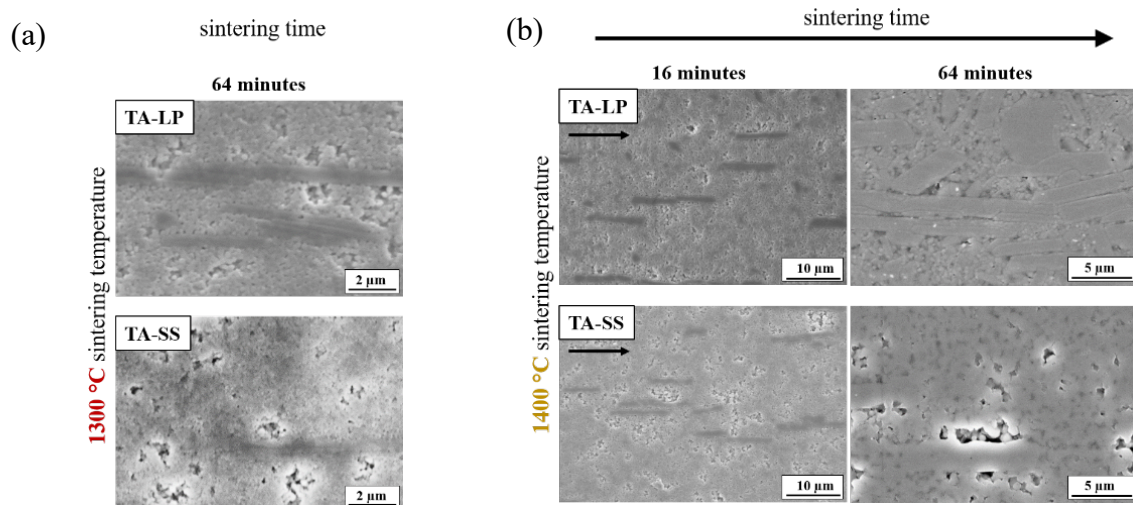 (a)
sintering time
64 minutes
TA-LP
2 µm
1300 °C sintering temperature
TA-SS
2 µm
(b)
sintering time
16 minutes
64 minutes
TA-LP
10 µm
5 µm
1400 °C sintering temperature
TA-SS
10 µm
5 µm